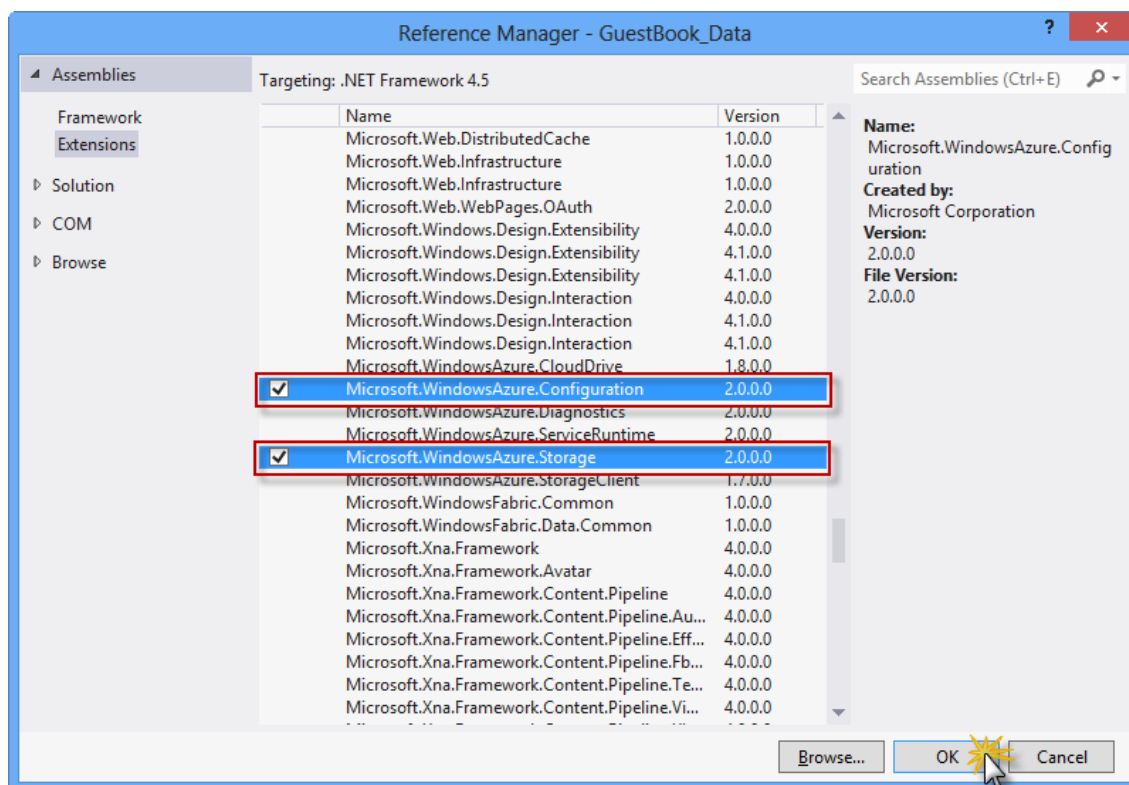 Reference Manager - GuestBook_Data
?
Assemblies
Framework
Extensions
Solution
COM
Browse
Targeting: .NET Framework 4.5
Name Version
Microsoft.Web.DistributedCache 1.0.0.0
Microsoft.Web.Infrastructure 1.0.0.0
Microsoft.Web.Infrastructure 1.0.0.0
Microsoft.Web.WebPages.OAuth 2.0.0.0
Microsoft.Windows.Design.Extensibility 4.0.0.0
Microsoft.Windows.Design.Extensibility 4.1.0.0
Microsoft.Windows.Design.Extensibility 4.1.0.0
Microsoft.Windows.Design.Interaction 4.0.0.0
Microsoft.Windows.Design.Interaction 4.1.0.0
Microsoft.Windows.Design.Interaction 4.1.0.0
Microsoft.WindowsAzure.CloudDrive 1.8.0.0
Microsoft.WindowsAzure.Configuration 2.0.0.0
Microsoft.WindowsAzure.Diagnostics 2.0.0.0
Microsoft.WindowsAzure.ServiceRuntime 2.0.0.0
Microsoft.WindowsAzure.Storage 2.0.0.0
Microsoft.WindowsAzure.StorageClient 1.7.0.0
Microsoft.WindowsFabric.Common 1.0.0.0
Microsoft.WindowsFabric.Data.Common 1.0.0.0
Microsoft.Xna.Framework 4.0.0.0
Microsoft.Xna.Framework.Avatar 4.0.0.0
Microsoft.Xna.Framework.Content.Pipeline 4.0.0.0
Microsoft.Xna.Framework.Content.Pipeline.Au... 4.0.0.0
Microsoft.Xna.Framework.Content.Pipeline.Eff... 4.0.0.0
Microsoft.Xna.Framework.Content.Pipeline.Fb... 4.0.0.0
Microsoft.Xna.Framework.Content.Pipeline.Te... 4.0.0.0
Microsoft.Xna.Framework.Content.Pipeline.Vi... 4.0.0.0
Search Assemblies (Ctrl+E)
Name:
Microsoft.WindowsAzure.Config
uration
Created by:
Microsoft Corporation
Version:
2.0.0.0
File Version:
2.0.0.0
Browse... OK Cancel